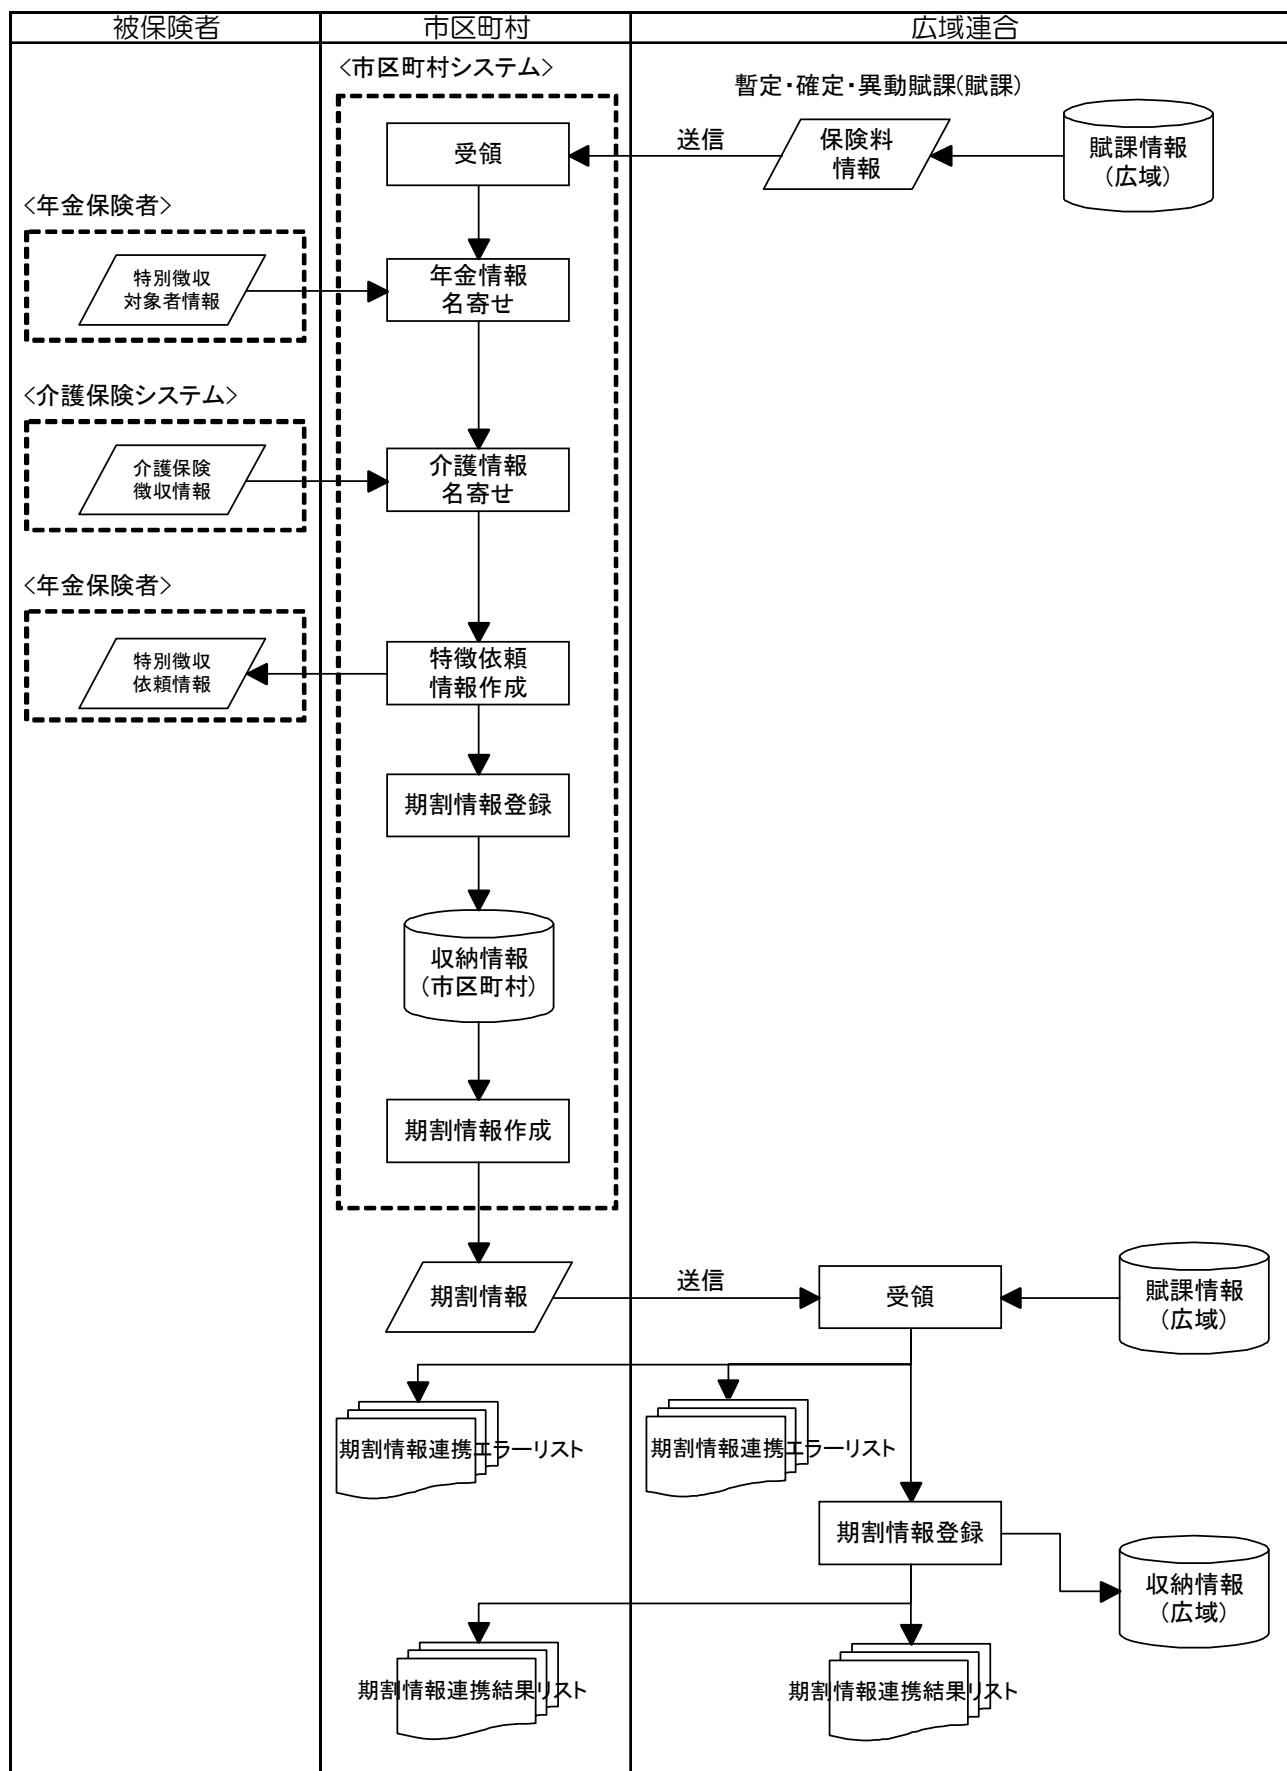 被保険者
市区町村
広域連合
<市区町村システム>
暫定・確定・異動賦課(賦課)
受領
送信
保険料
情報
賦課情報
(広域)
<年金保険者>
特別徴収
対象者情報
年金情報
名寄せ
<介護保険システム>
介護保険
徴収情報
介護情報
名寄せ
<年金保険者>
特別徴収
依頼情報
特徴依頼
情報作成
期割情報登録
収納情報
(市区町村)
期割情報作成
期割情報
送信
受領
賦課情報
(広域)
期割情報連携エラーリスト
期割情報連携エラーリスト
期割情報登録
収納情報
(広域)
期割情報連携結果リスト
期割情報連携結果リスト